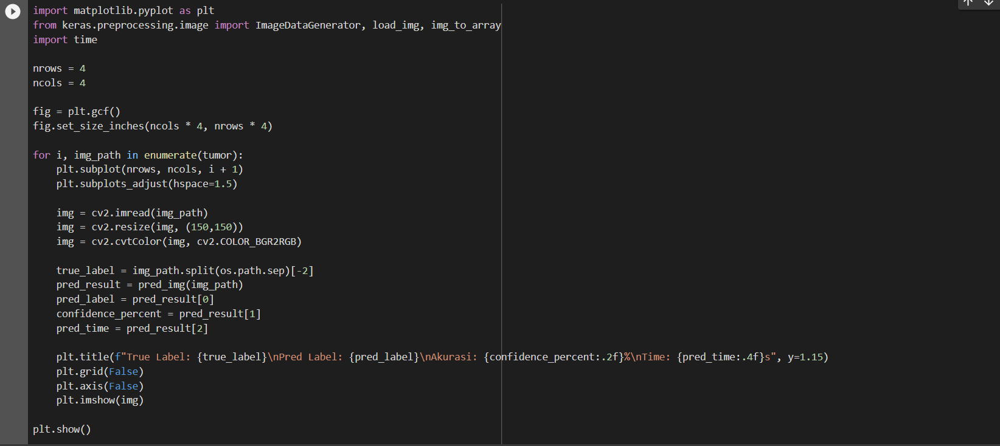 import matplotlib.pyplot as plt
from keras.preprocessing.image import ImageDataGenerator, load_img, img_to_array
import time

nrows = 4
ncols = 4

fig = plt.gcf()
fig.set_size_inches(ncols * 4, nrows * 4)

for i, img_path in enumerate(tumor):
    plt.subplot(nrows, ncols, i + 1)
    plt.subplots_adjust(hspace=1.5)

    img = cv2.imread(img_path)
    img = cv2.resize(img, (150,150))
    img = cv2.cvtColor(img, cv2.COLOR_BGR2RGB)

    true_label = img_path.split(os.path.sep)[-2]
    pred_result = pred_img(img_path)
    pred_label = pred_result[0]
    confidence_percent = pred_result[1]
    pred_time = pred_result[2]

    plt.title(f"True Label: {true_label}\nPred Label: {pred_label}\nAkurasi: {confidence_percent:.2f}%\nTime: {pred_time:.4f}s", y=1.15)
    plt.grid(False)
    plt.axis(False)
    plt.imshow(img)

plt.show()